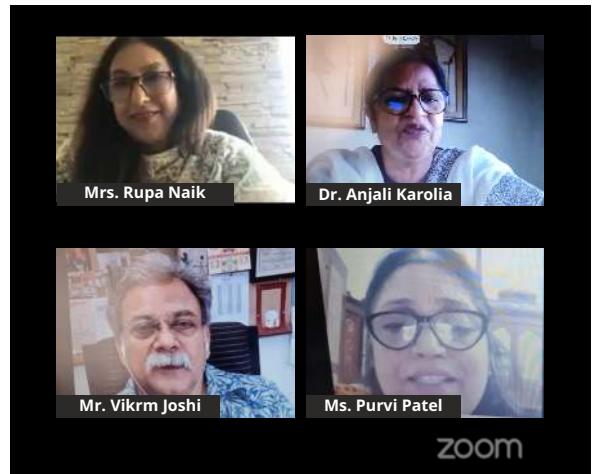 Mrs. Rupa Naik
Dr. Anjali Karolia
Mr. Vikrm Joshi
Ms. Purvi Patel
zoom